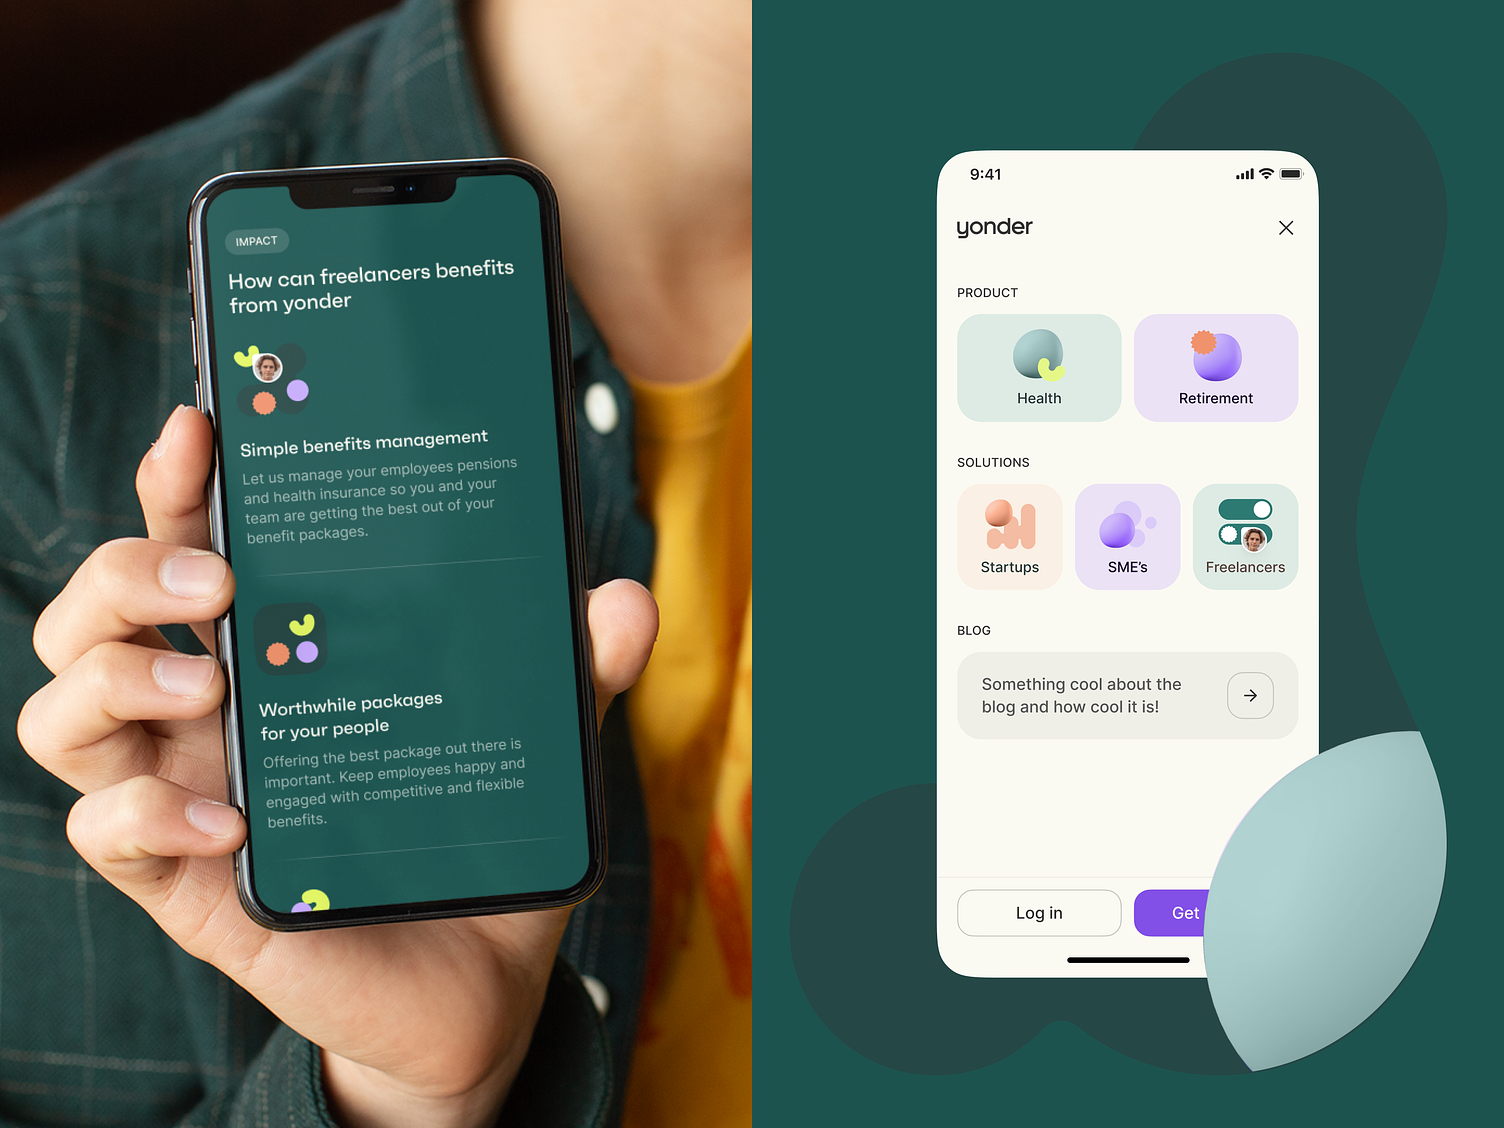 IMPACT
How can freelancers benefits
from yonder
Simple benefits management
Let us manage your employees pensions
and health insurance so you and your
team are getting the best out of your
benefit packages.
Worthwhile packages
for your people
Offering the best package out there is
important. Keep employees happy and
engaged with competitive and flexible
benefits.
9:41
yonder
PRODUCT
Health
Retirement
SOLUTIONS
Startups
SME's
Freelancers
BLOG
Something cool about the
blog and how cool it is!
Log in
Get